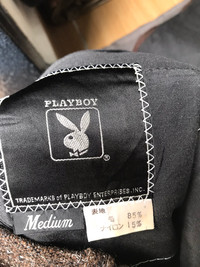 PLAYBOY
®
TRADEMARKS of PLAYBOY ENTERPRISES, INC.
Medium
表地
毛 85%
ナイロン 15%